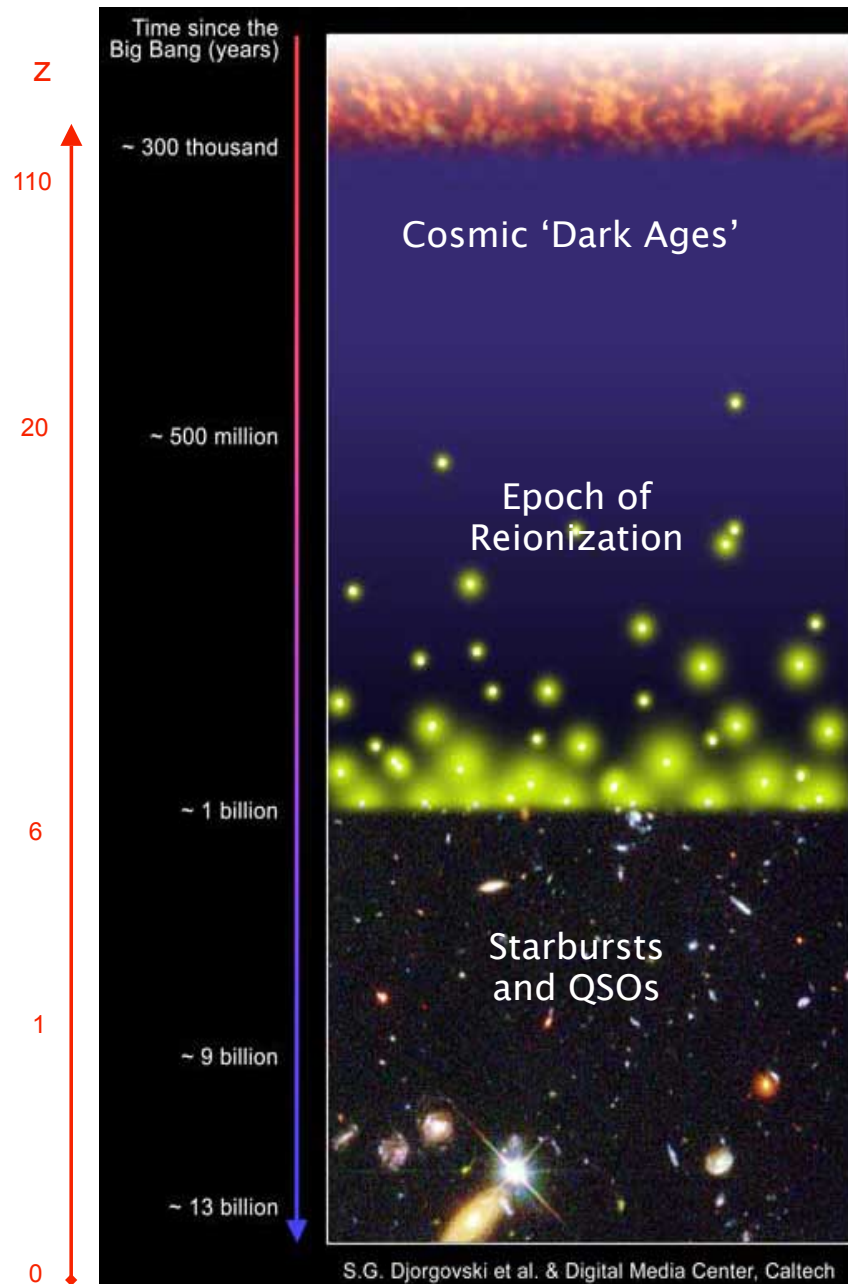 Time since the
Big Bang (years)
z
~ 300 thousand
110
Cosmic ‘Dark Ages’
20
~ 500 million
Epoch of
Reionization
~ 1 billion
6
Starbursts
and QSOs
1
~ 9 billion
~ 13 billion
0
S.G. Djorgovski et al. & Digital Media Center, Caltech